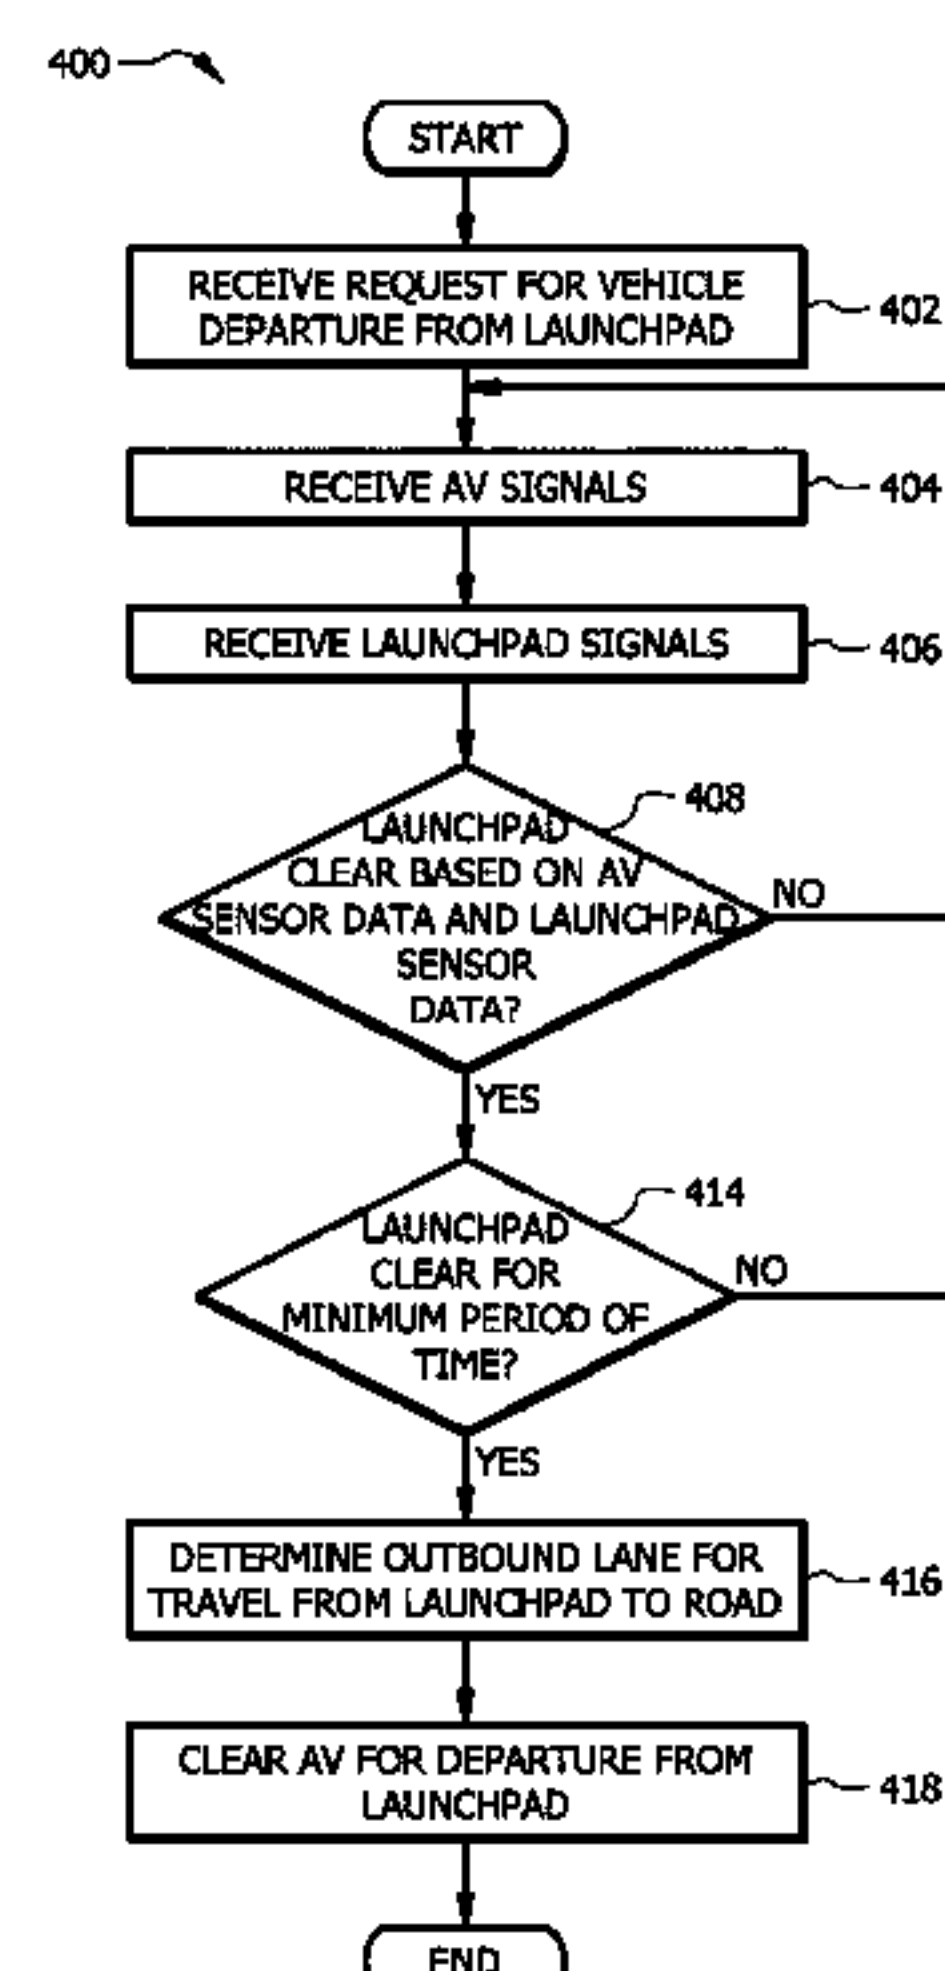 400
START
RECEIVE REQUEST FOR VEHICLE
DEPARTURE FROM LAUNCHPAD
402
RECEIVE AV SIGNALS
404
RECEIVE LAUNCHPAD SIGNALS
406
408
LAUNCHPAD
CLEAR BASED ON AV
SENSOR DATA AND LAUNCHPAD
SENSOR
DATA?
NO
YES
414
LAUNCHPAD
CLEAR FOR
MINIMUM PERIOD OF
TIME?
NO
YES
DETERMINE OUTBOUND LANE FOR
TRAVEL FROM LAUNCHPAD TO ROAD
416
CLEAR AV FOR DEPARTURE FROM
LAUNCHPAD
418
END